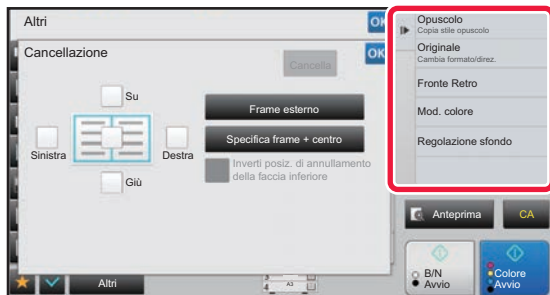 Altri
OK
Cancellazione
Cancella
OK
Su
Sinistra
Destra
Giù
Frame esterno
Specifica frame + centro
Inverti posiz. di annullamento
della faccia inferiore
Altri
3
4
A3
Opuscolo
Copia stile opuscolo
Originale
Cambia formato/direz.
Fronte Retro
Mod. colore
Regolazione sfondo
Anteprima
CA
B/N
Avvio
Colore
Avvio